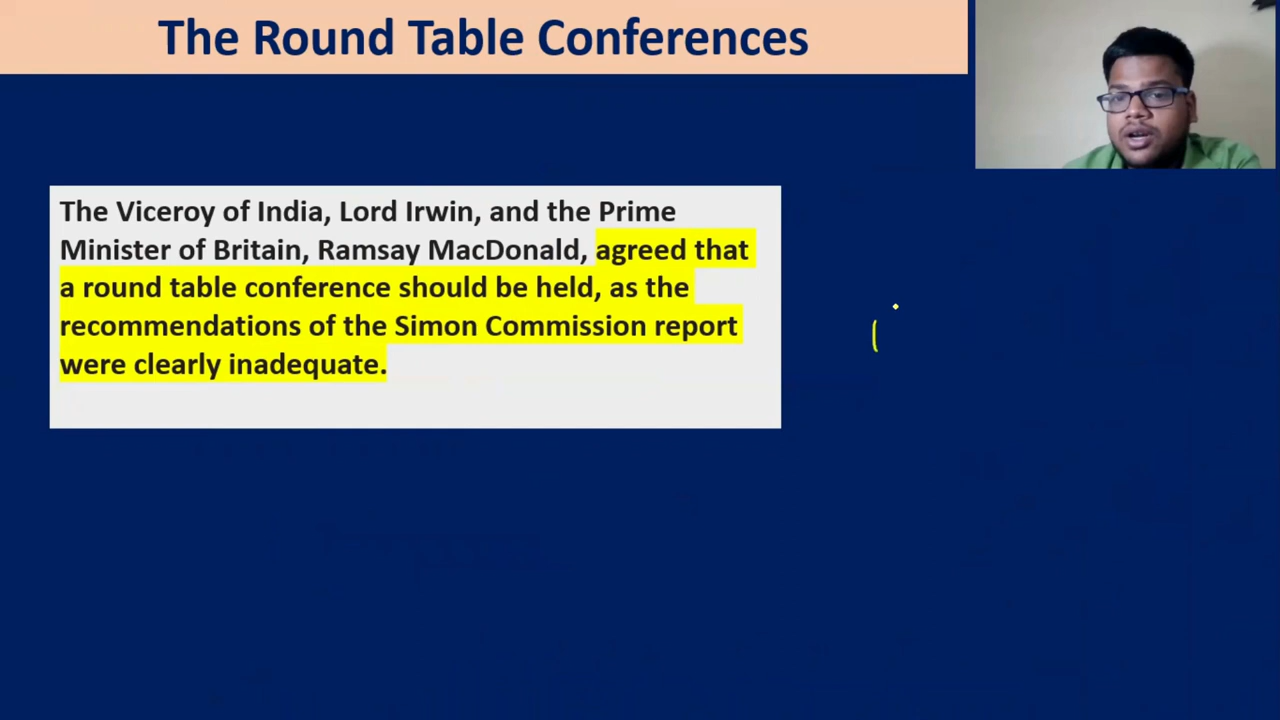 The Round Table Conferences
The Viceroy of India, Lord Irwin, and the Prime
Minister of Britain, Ramsay MacDonald, agreed that
a round table conference should be held, as the
recommendations of the Simon Commission report
were clearly inadequate.